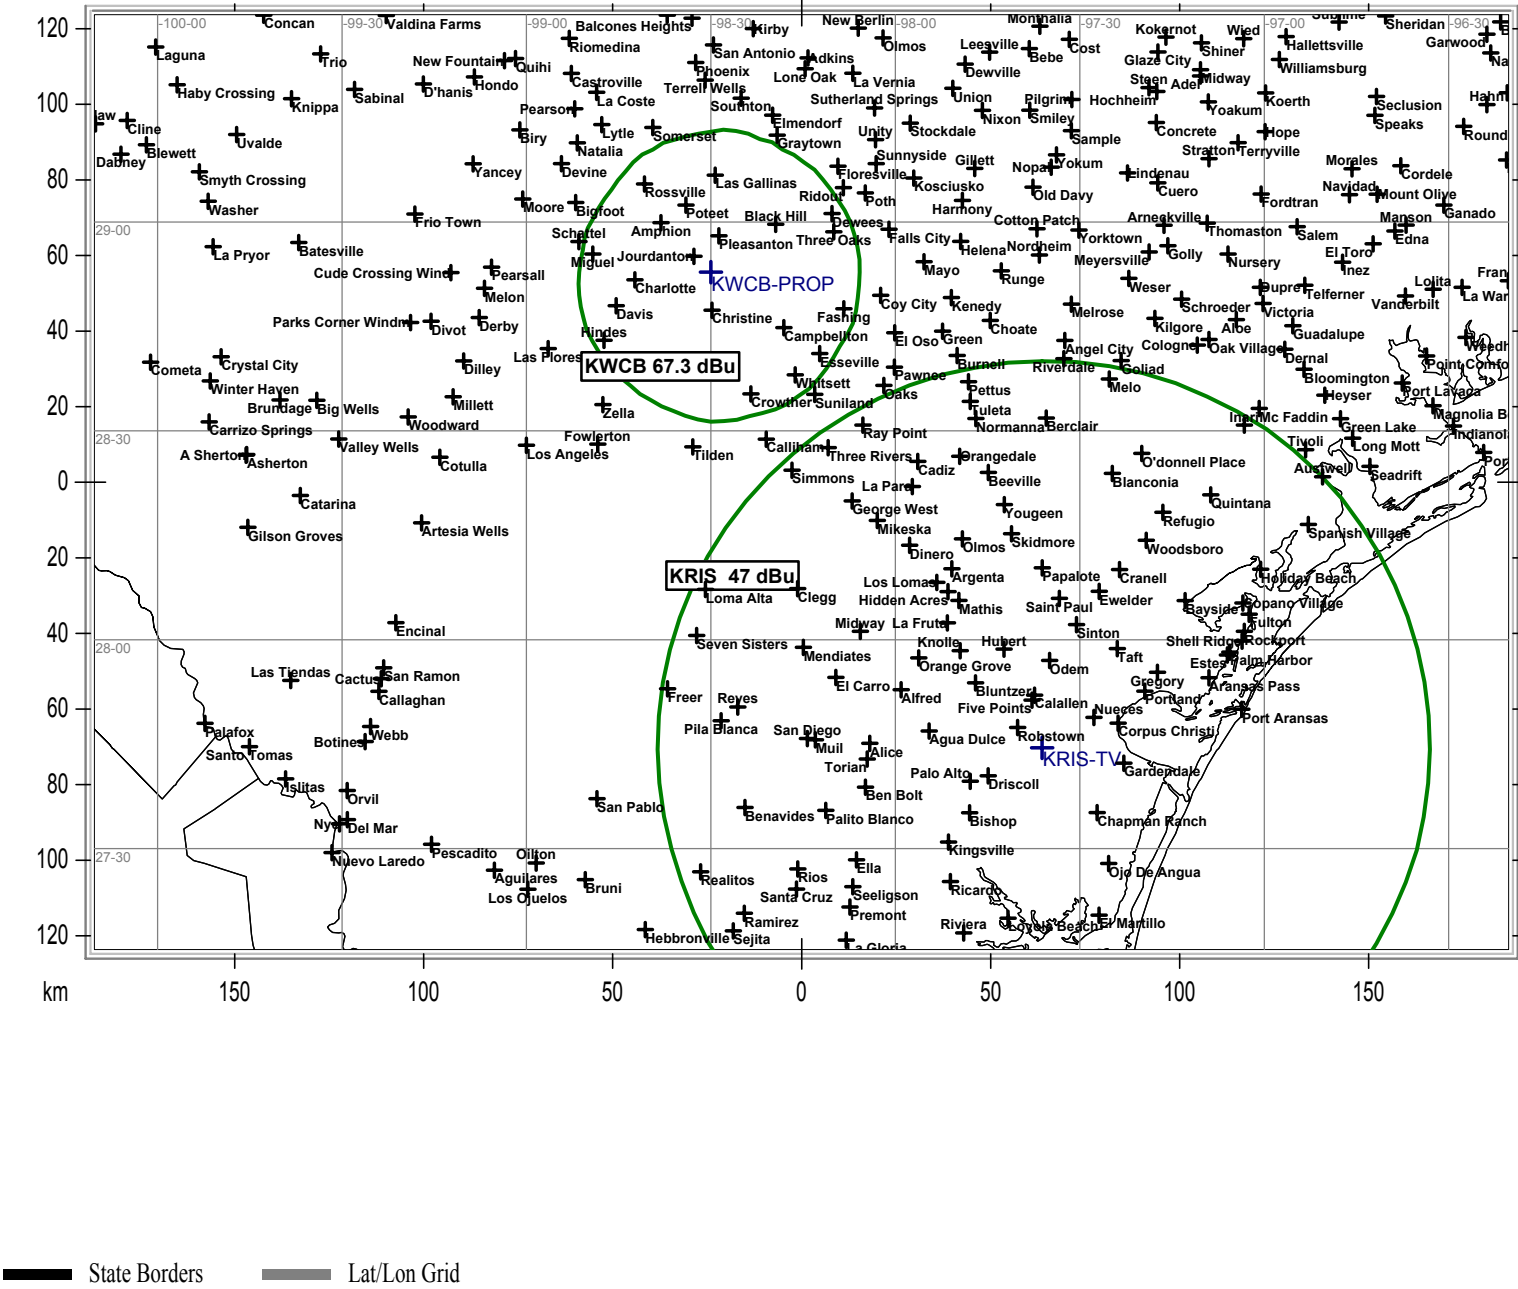 120
100-00
99-30
99-00
98-30
98-00
97-30
97-00
96-30
Concan
Valdina Farms
Balcones Heights
Kirby
New Berlin
Monthalia
Sheridan
Laguna
Trio
New Fountain
Quihi
Riomedina
San Antonio
Adkins
Olmos
Leesville
Bebe
Cost
Kokernot
Shiner
Wied
Hallettsville
Garwood
Glaze City
Williamsburg
Phoenix
Lone Oak
La Vernia
Dewville
Haby Crossing
Knippa
Sabinal
D'hanis
Hondo
Castroville
La Coste
Terrell Wells
Southton
Sutherland Springs
Union
Pilgrim
Hochheim
Steen
Midway
Yoakum
Koerth
Seclusion
100
Cline
Uvalde
Pearson
Biry
Lytle
Somerset
Elmendorf
Graytown
Unity
Stockdale
Nixon
Smiley
Sample
Concrete
Hope
Speaks
Round
Dabney
Blewett
Natalia
Sunnyside
Gillett
Nopal
Yokum
Stratton
Terryville
Smyth Crossing
Yancey
Devine
Rossville
Las Gallinas
Floresville
Kosciusko
Lindenau
Morales
Cordele
80
Washer
Moore
Bigfoot
Poteet
Ridout
Poth
Harmony
Old Davy
Cuero
Fordtran
Navidad
Mount Olive
Ganado
Frio Town
Amphion
Black Hill
Dewees
Cotton Patch
Arneckville
Manson
29-00
La Pryor
Batesville
Schattel
Pleasanton
Three Oaks
Falls City
Helena
Nordheim
Yorktown
Thomaston
Salem
Edna
60
Cude Crossing Wind
Pearsall
Miguel
Jourdanton
Mayo
Runge
Meyersville
Golly
Nursery
El Toro
Inez
Melon
Charlotte
KWCB-PROP
Weser
Dupre
Telferner
Lolita
La War
Parks Corner Windm
Divot
Derby
Davis
Christine
Fashing
Coy City
Kenedy
Melrose
Schroeder
Victoria
Vanderbilt
40
Hindes
Campbellton
El Oso
Green
Choate
Kilgore
Aloe
Guadalupe
Cologne
Oak Village
Cometa
Crystal City
Dilley
Las Flores
KWCB 67.3 dBu
Esseville
Burnell
Angel City
Riverdale
Goliad
Dernal
Point Comfo
Winter Haven
Whitsett
Pawnee
Pettus
Melo
Bloomington
Port Lavaca
Brundage
Big Wells
Millett
Crowther
Suniland
Oaks
Heyser
20
Carrizo Springs
Woodward
Zella
Tuleta
Normanna
Berclair
Inari
Mc Faddin
Magnolia B
28-30
Valley Wells
Fowlerton
Los Angeles
Tilden
Calliham
Ray Point
Three Rivers
Green Lake
Indianol
A Sherton
Asherton
Cotulla
Simmons
Cadiz
Orangedale
O'donnell Place
Tivoli
Long Mott
0
Catarina
La Para
Beeville
Blanconia
Austwell
Seadrift
George West
Yougeen
Quintana
Gilson Groves
Artesia Wells
Mikeska
Refugio
Spanish Village
20
Dinero
Olmos
Skidmore
Woodsboro
KRIS 47 dBu
Loma Alta
Clegg
Los Lomas
Argenta
Papalote
Cranell
Holiday Beach
Hidden Acres
Mathis
Saint Paul
Ewelder
Bayside
Copano Village
40
Encinal
Midway
La Fruta
Sinton
Fulton
28-00
Seven Sisters
Mendiates
Knolle
Hubert
Taft
Shell Ridge
Rockport
Las Tiendas
Cactus
San Ramon
Callaghan
Orange Grove
Odem
Estes
Palm Harbor
Freer
Reyes
El Carro
Alfred
Bluntzer
Calallen
Gregory
Portland
Aransas Pass
60
Palafox
Webb
Pila Blanca
San Diego
Five Points
Nueces
Port Aransas
Santo Tomas
Botines
Muil
Alice
Agua Dulce
Robstown
Corpus Christi
Torian
KRIS-TV
Gardendale
80
Islitas
Orvil
San Pablo
Benavides
Ben Bolt
Palo Alto
Driscoll
Nye
Del Mar
Palito Blanco
Bishop
Chapman Ranch
27-30
100
Nuevo Laredo
Pescadito
Oilton
Kingsville
Aguilares
Los Ojuelos
Bruni
Realitos
Rios
Ella
Ojo De Angua
Santa Cruz
Seeligson
Ricardo
120
Hebbronville
Ramirez
Sejita
Premont
Riviera
Loyola Beach
El Martillo
km
150
100
50
0
50
100
150
State Borders
Lat/Lon Grid